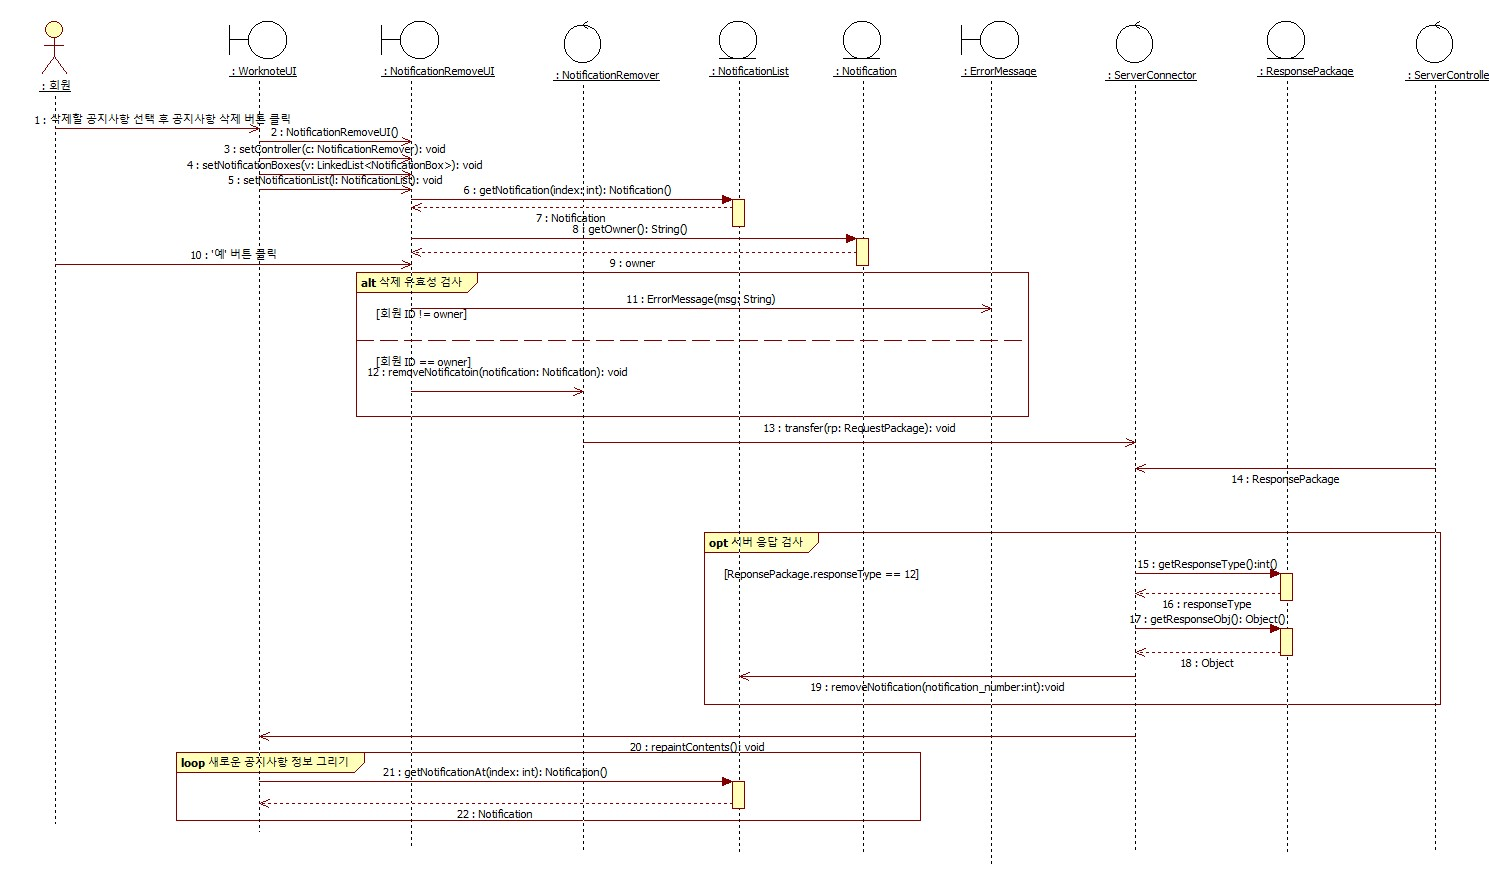 : 회원
: WorknoteUI
: NotificationRemoveUI
: NotificationRemover
: NotificationList
: Notification
: ErrorMessage
: ServerConnector
: ResponsePackage
: ServerControlle
1 : 삭제할 공지사항 선택 후 공지사항 삭제 버튼 클릭
2 : NotificationRemoveUI()
3 : setController(c: NotificationRemover): void
4 : setNotificationBoxes(v: LinkedList<NotificationBox>): void
5 : setNotificationList(l: NotificationList): void
6 : getNotification(index: int): Notification()
7 : Notification
8 : getOwner(): String()
10 : '예' 버튼 클릭
9 : owner
alt 삭제 유효성 검사
11 : ErrorMessage(msg: String)
[회원 ID != owner]
[회원 ID == owner]
12 : removeNotificatoin(notification: Notification): void
13 : transfer(rp: RequestPackage): void
14 : ResponsePackage
opt 서버 응답 검사
[ReponsePackage.responseType == 12]
15 : getResponseType():int()
16 : responseType
17 : getResponseObj(): Object()
18 : Object
19 : removeNotification(notification_number:int):void
20 : repaintContents(): void
loop 새로운 공지사항 정보 그리기
21 : getNotificationAt(index: int): Notification()
22 : Notification